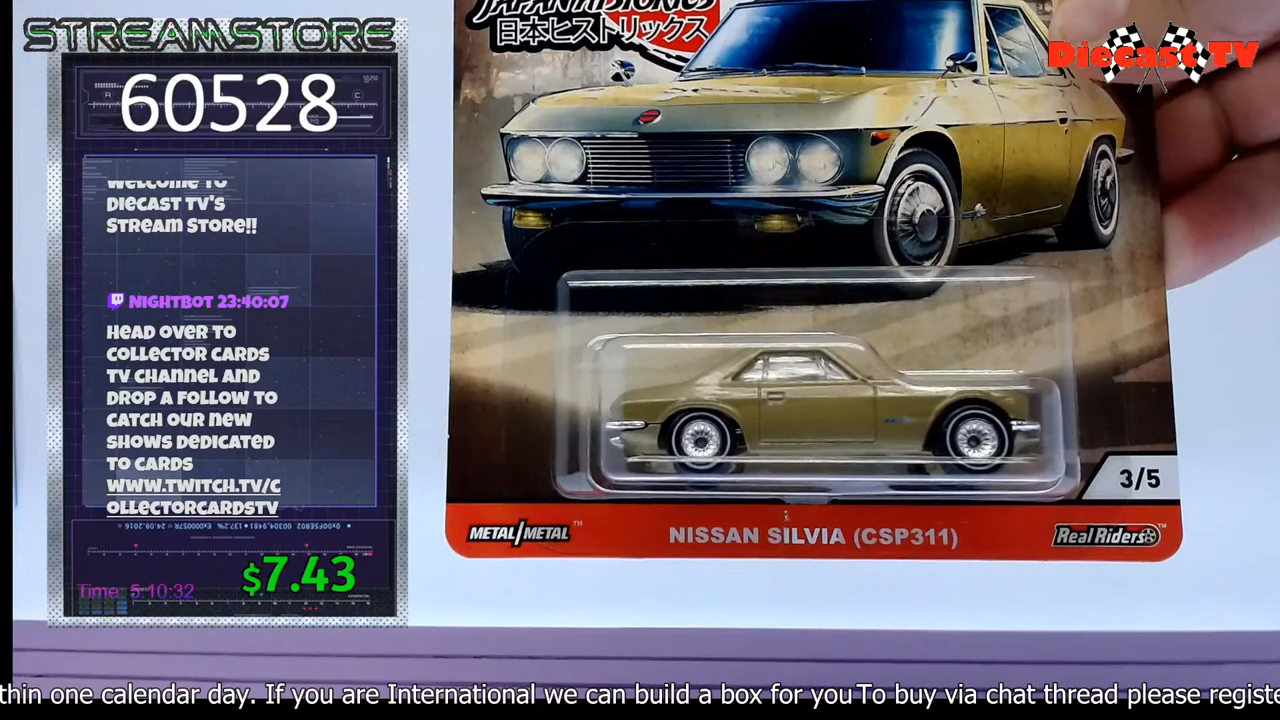 STREAMSTORE
60528
WELCOME TO
DIECAST TV'S
STREAM STORE!!
NIGHTBOT 23:40:07
HEAD OVER TO
COLLECTOR CARDS
TV CHANNEL AND
DROP A FOLLOW TO
CATCH OUR NEW
SHOWS DEDICATED
TO CARDS
WWW.TWITCH.TV/C
OLLECTORCARDSTV
Time: 5:10:32
$7.43
JAPAN HISTORICS
日本ヒストリックス
Diecast TV
3/5
METAL/METAL™
NISSAN SILVIA (CSP311)
Real Riders™
thin one calendar day. If you are International we can build a box for you To buy via chat thread please registe